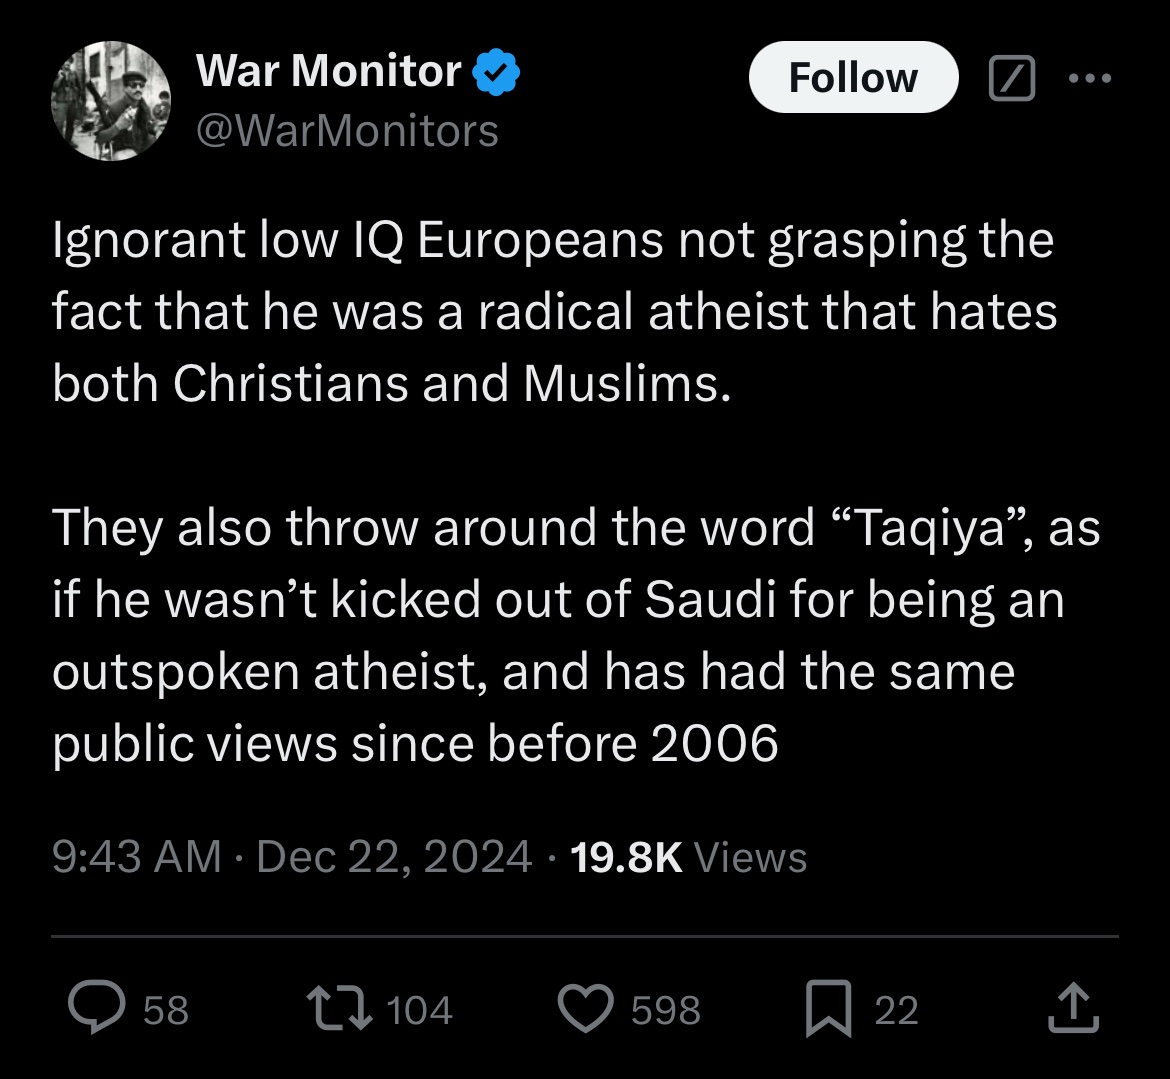 War Monitor
Follow
@WarMonitors
Ignorant low IQ Europeans not grasping the
fact that he was a radical atheist that hates
both Christians and Muslims.
They also throw around the word “Taqiya”, as
if he wasn’t kicked out of Saudi for being an
outspoken atheist, and has had the same
public views since before 2006
9:43 AM · Dec 22, 2024 · 19.8K Views
58 104 598 22